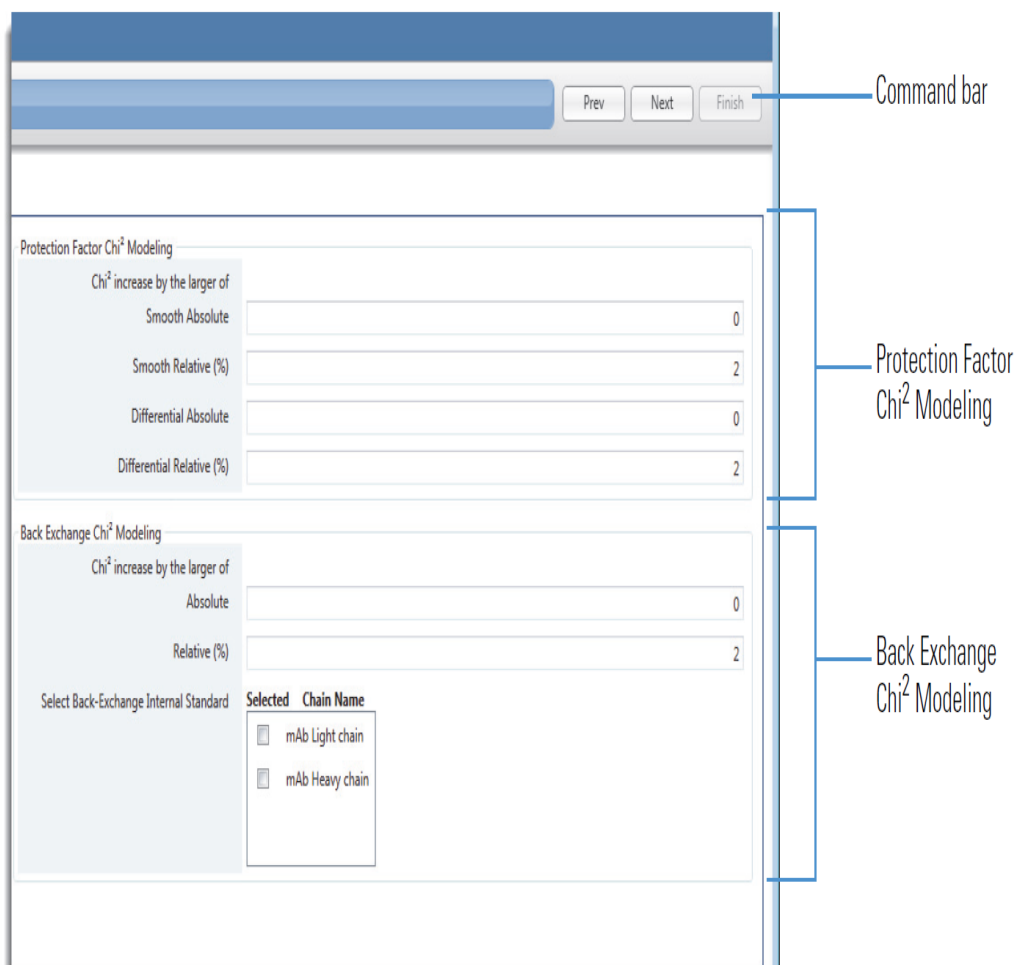 Prev Next Finish
Command bar
Protection Factor Chi² Modeling
Chi² increase by the larger of
Smooth Absolute 0
Smooth Relative (%) 2
Differential Absolute 0
Differential Relative (%) 2
Protection Factor
Chi² Modeling
Back Exchange Chi² Modeling
Chi² increase by the larger of
Absolute 0
Relative (%) 2
Select Back-Exchange Internal Standard Selected Chain Name
mAb Light chain
mAb Heavy chain
Back Exchange
Chi² Modeling